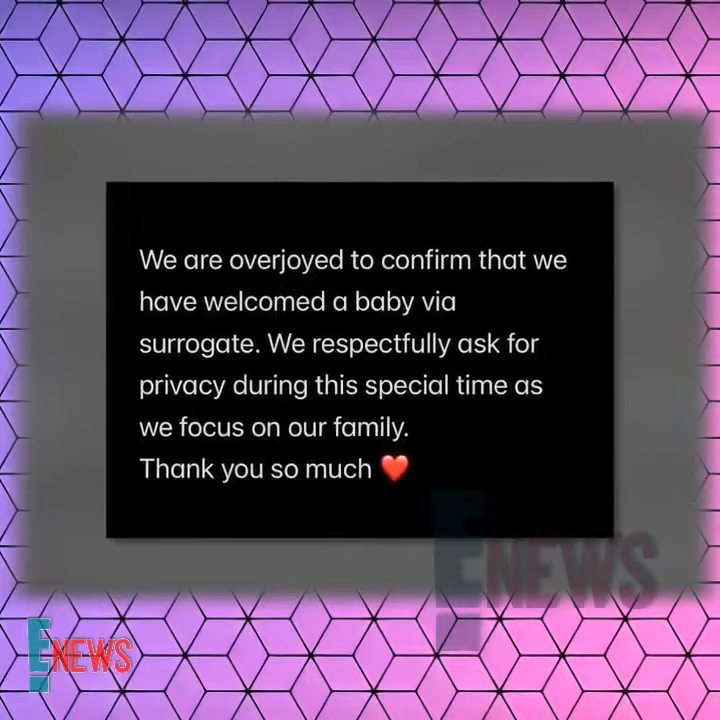 We are overjoyed to confirm that we
have welcomed a baby via
surrogate. We respectfully ask for
privacy during this special time as
we focus on our family.
Thank you so much ❤️
ENEWS
ENEWS